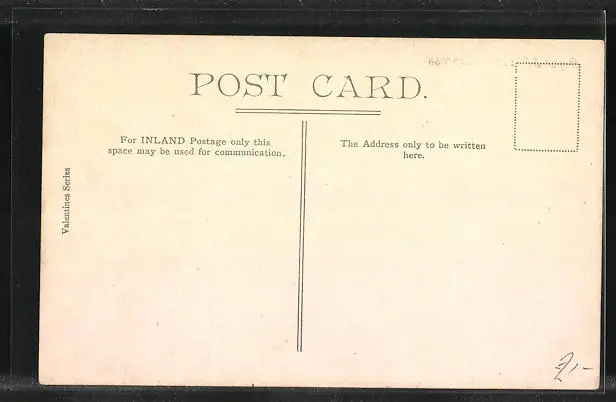 POST CARD.
For INLAND Postage only this
space may be used for communication.
The Address only to be written
here.
Valentines Series